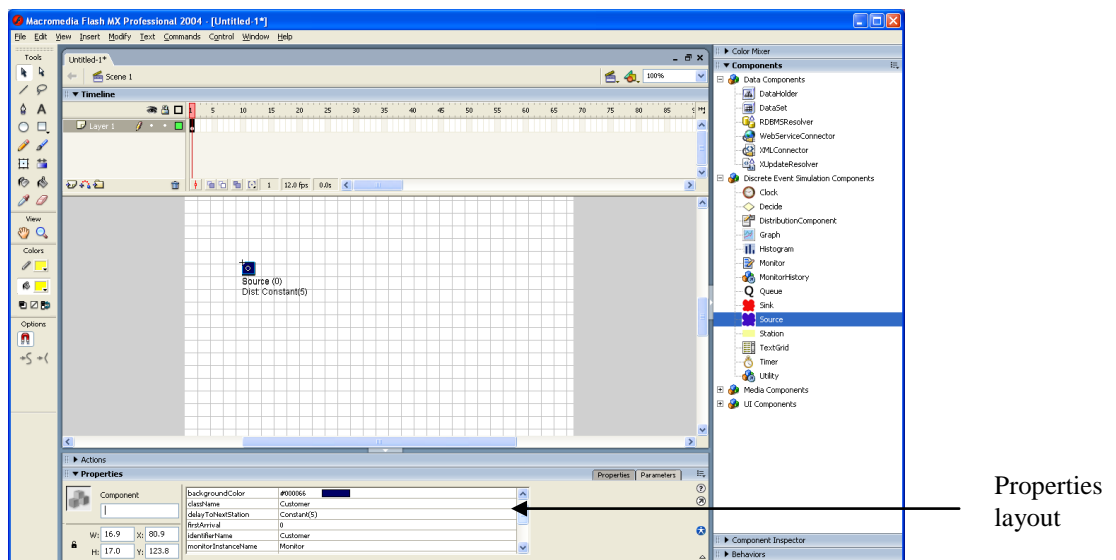 Macromedia Flash MX Professional 2004 - [Untitled-1*]
File Edit View Insert Modify Text Commands Control Window Help
Tools
View
Colors
Options
Untitled-1*
Scene 1
100%
Timeline
1 5 10 15 20 25 30 35 40 45 50 55 60 65 70 75 80 85
Layer 1
1 12.0 fps 0.0s
Source (0)
Dist: Constant(5)
Actions
Properties
Properties Parameters
Component
W: 16.9 X: 80.9
H: 17.0 Y: 123.8
backgroundColor #000066
className Customer
delayToNextStation Constant(5)
firstArrival 0
identifierName Customer
monitorInstanceName Monitor
Color Mixer
Components
Data Components
DataHolder
DataSet
RDBMSResolver
WebServiceConnector
XMLConnector
XUpdateResolver
Discrete Event Simulation Components
Clock
Decide
DistributionComponent
Graph
Histogram
Monitor
MonitorHistory
Q Queue
Sink
Source
Station
TextGrid
Timer
Utility
Media Components
UI Components
Component Inspector
Behaviors
Properties
layout